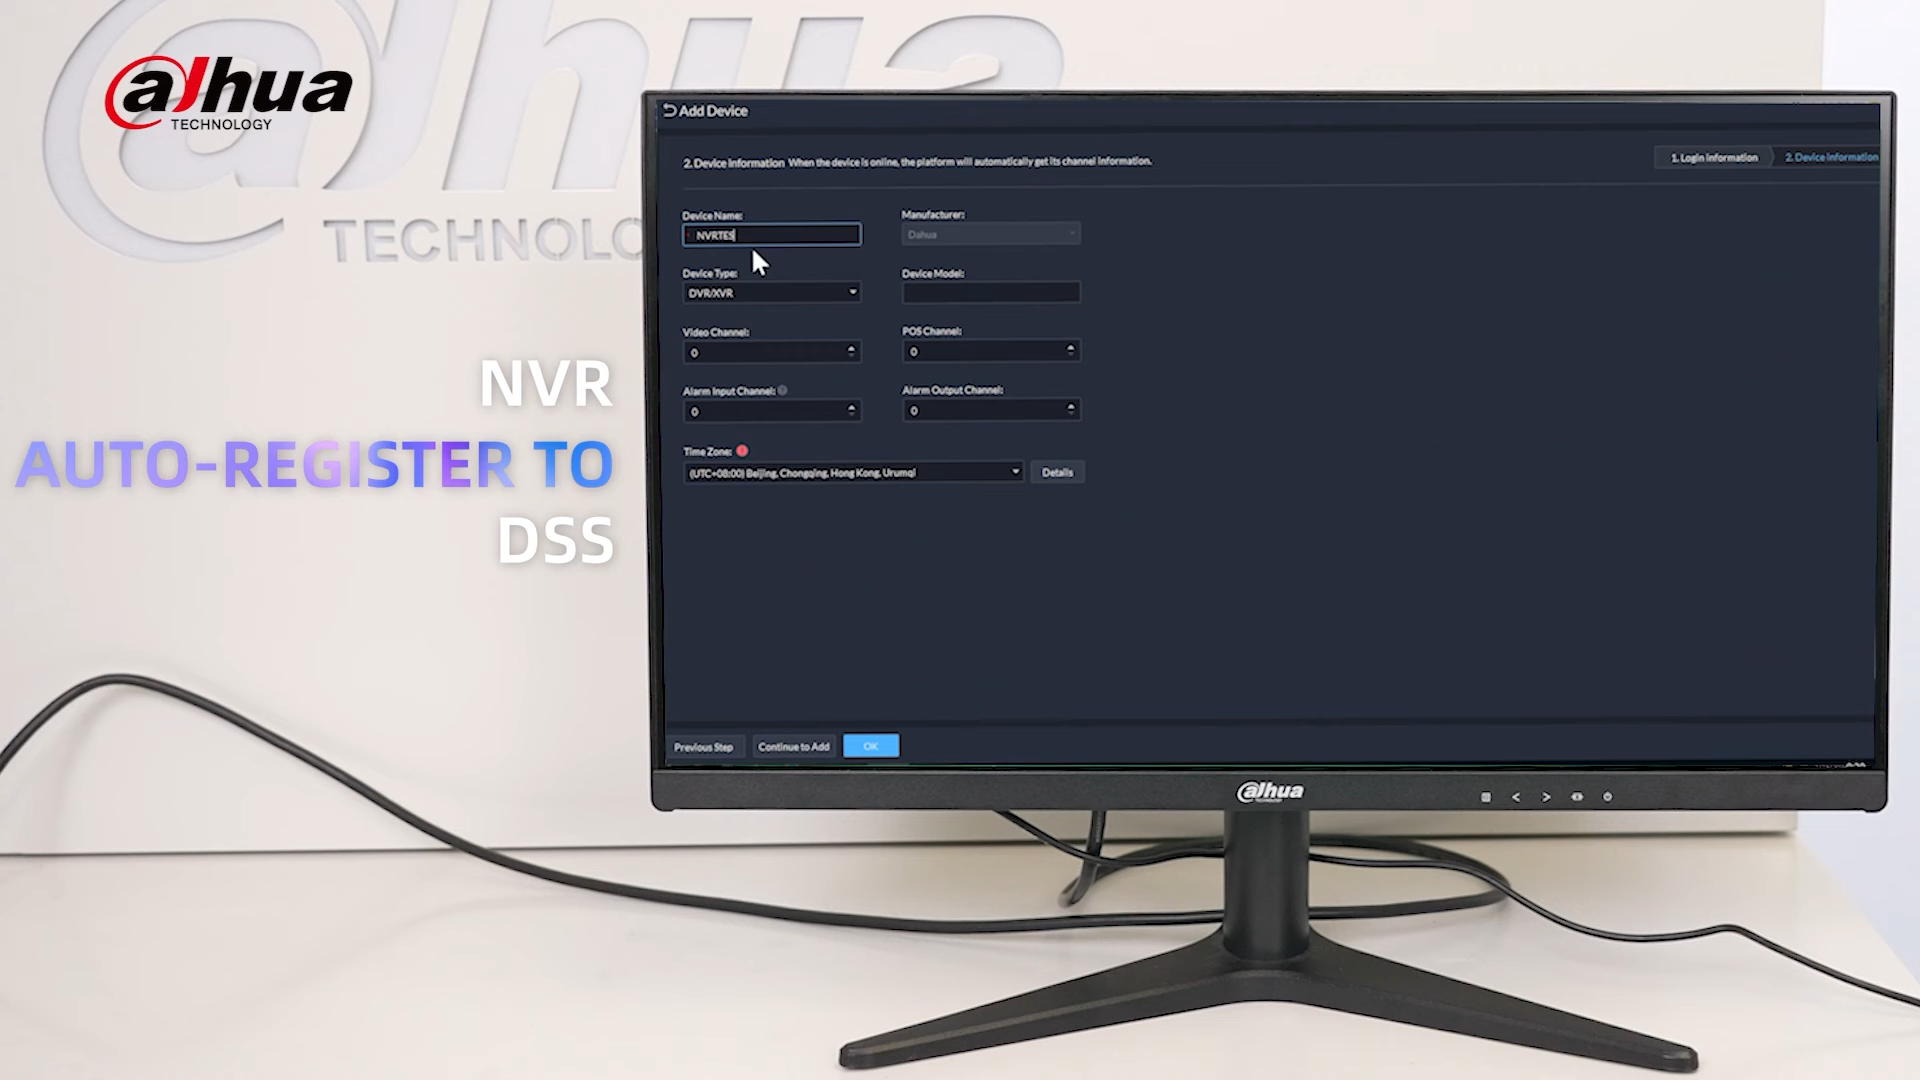 alhua
TECHNOLOGY
TECHNOLO
NVR
AUTO-REGISTER TO
DSS
Add Device
2. Device Information When the device is online, the platform will automatically get its channel information.
1. Login Information
2. Device Information
Device Name:
NVRTES
Manufacturer:
Dahua
Device Type:
DVR/XVR
Device Model:
Video Channel:
0
POS Channel:
0
Alarm Input Channel:
0
Alarm Output Channel:
0
Time Zone:
(UTC+08:00) Beijing, Chongqing, Hong Kong, Urumqi
Details
Previous Step
Continue to Add
OK
alhua
TECHNOLOGY